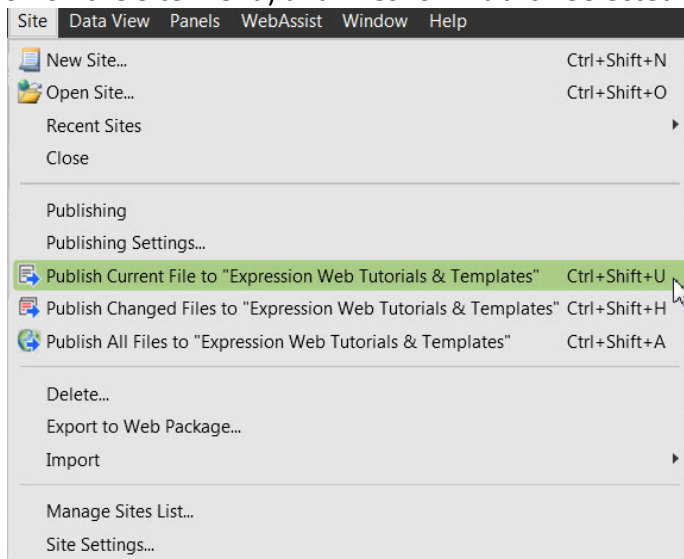 Site Data View Panels WebAssist Window Help
New Site... Ctrl+Shift+N
Open Site... Ctrl+Shift+O
Recent Sites
Close
Publishing
Publishing Settings...
Publish Current File to "Expression Web Tutorials & Templates" Ctrl+Shift+U
Publish Changed Files to "Expression Web Tutorials & Templates" Ctrl+Shift+H
Publish All Files to "Expression Web Tutorials & Templates" Ctrl+Shift+A
Delete...
Export to Web Package...
Import
Manage Sites List...
Site Settings...